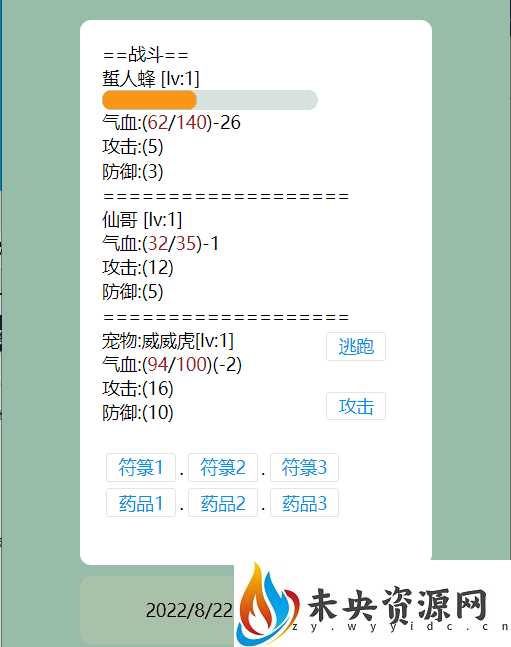 ==战斗==
蜇人蜂 [lv:1]
气血:(62/140)-26
攻击:(5)
防御:(3)
===================
仙哥 [lv:1]
气血:(32/35)-1
攻击:(12)
防御:(5)
===================
宠物:威威虎[lv:1]
逃跑
气血:(94/100)(-2)
攻击:(16)
攻击
防御:(10)
符箓1 . 符箓2 . 符箓3
药品1 . 药品2 . 药品3
2022/8/22
未央资源网
zy.wyyidc.cn